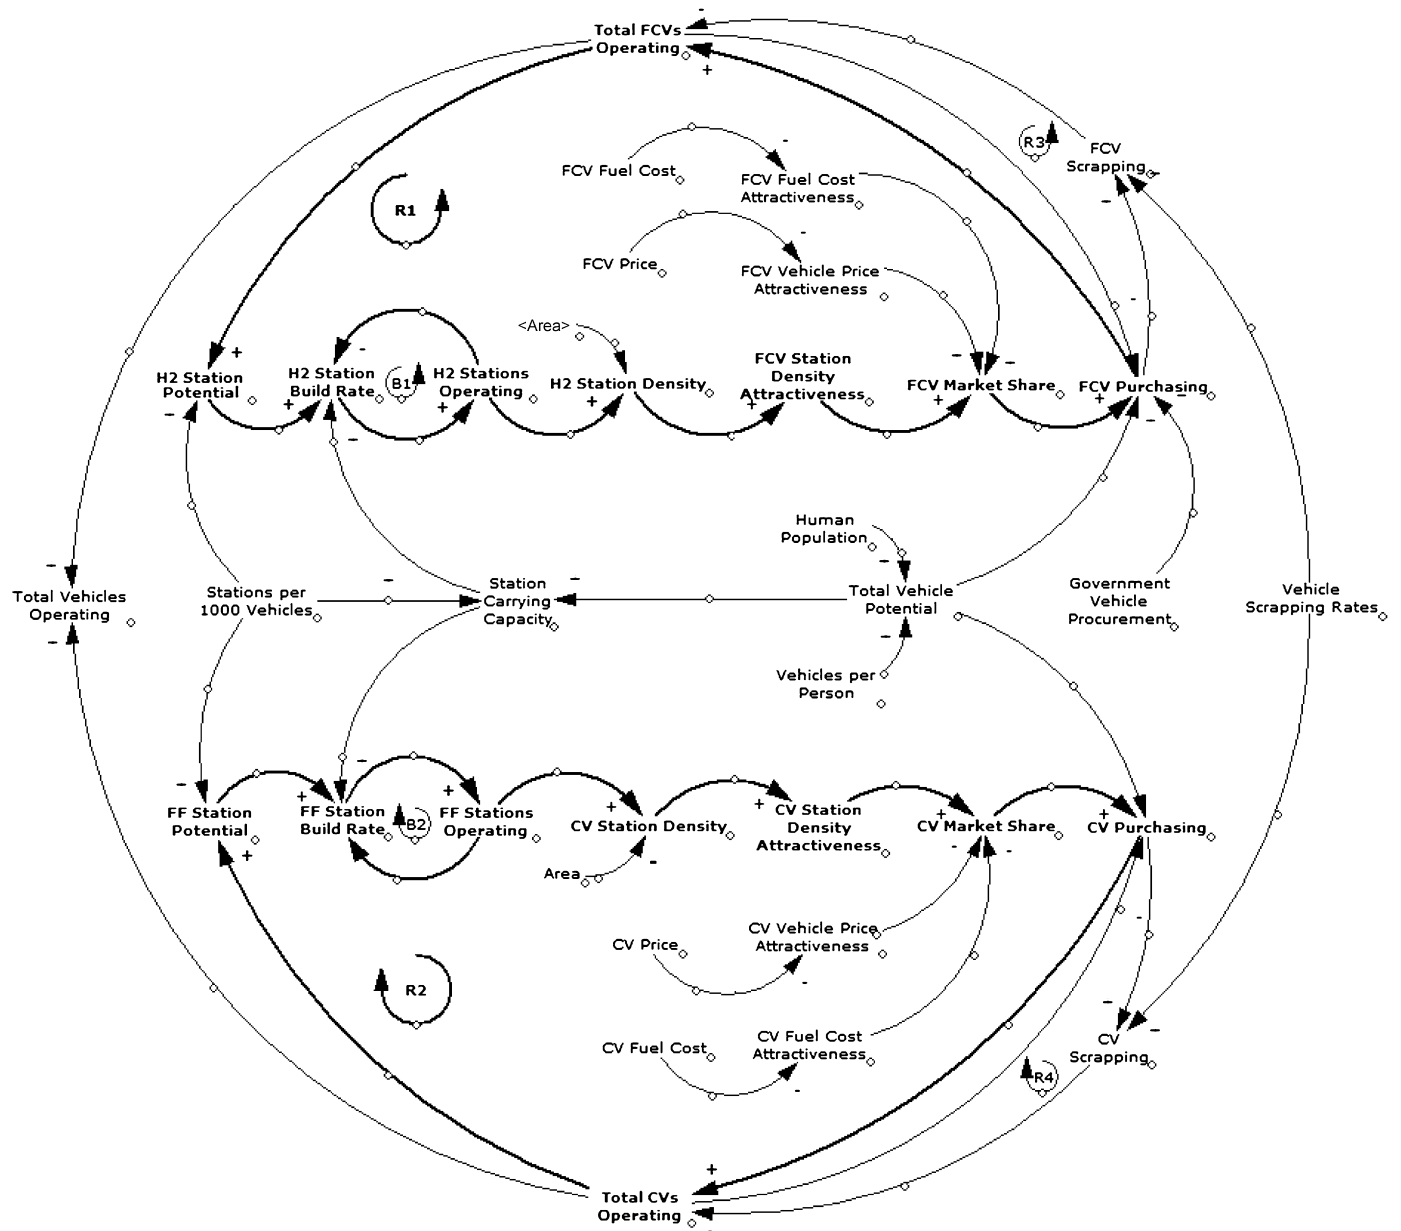 Total FCVs
Operating
-
+
R3
FCV
Scrapping
-
-
FCV Fuel Cost
-
FCV Fuel Cost
Attractiveness
R1
FCV Price
-
FCV Vehicle Price
Attractiveness
-
<Area>
+
-
- -
H2 Station
Potential
H2 Station
Build Rate
B1
H2 Stations
Operating
H2 Station Density
FCV Station
Density
Attractiveness
FCV Market Share
FCV Purchasing
- + + + + + + -
- -
Human
Population
-
- - - -
Total Vehicles
Operating
Stations per
1000 Vehicles
Station
Carrying
Capacity
Total Vehicle
Potential
Government
Vehicle
Procurement
Vehicle
Scrapping Rates
- -
Vehicles per
Person
-
- + + + + + +
FF Station
Potential
FF Station
Build Rate
B2
FF Stations
Operating
CV Station Density
CV Station
Density
Attractiveness
CV Market Share
CV Purchasing
+ - - -
Area
-
CV Price
CV Vehicle Price
Attractiveness
-
R2
CV Fuel Cost
CV Fuel Cost
Attractiveness
-
- -
CV
Scrapping
R4
+
Total CVs
Operating
-